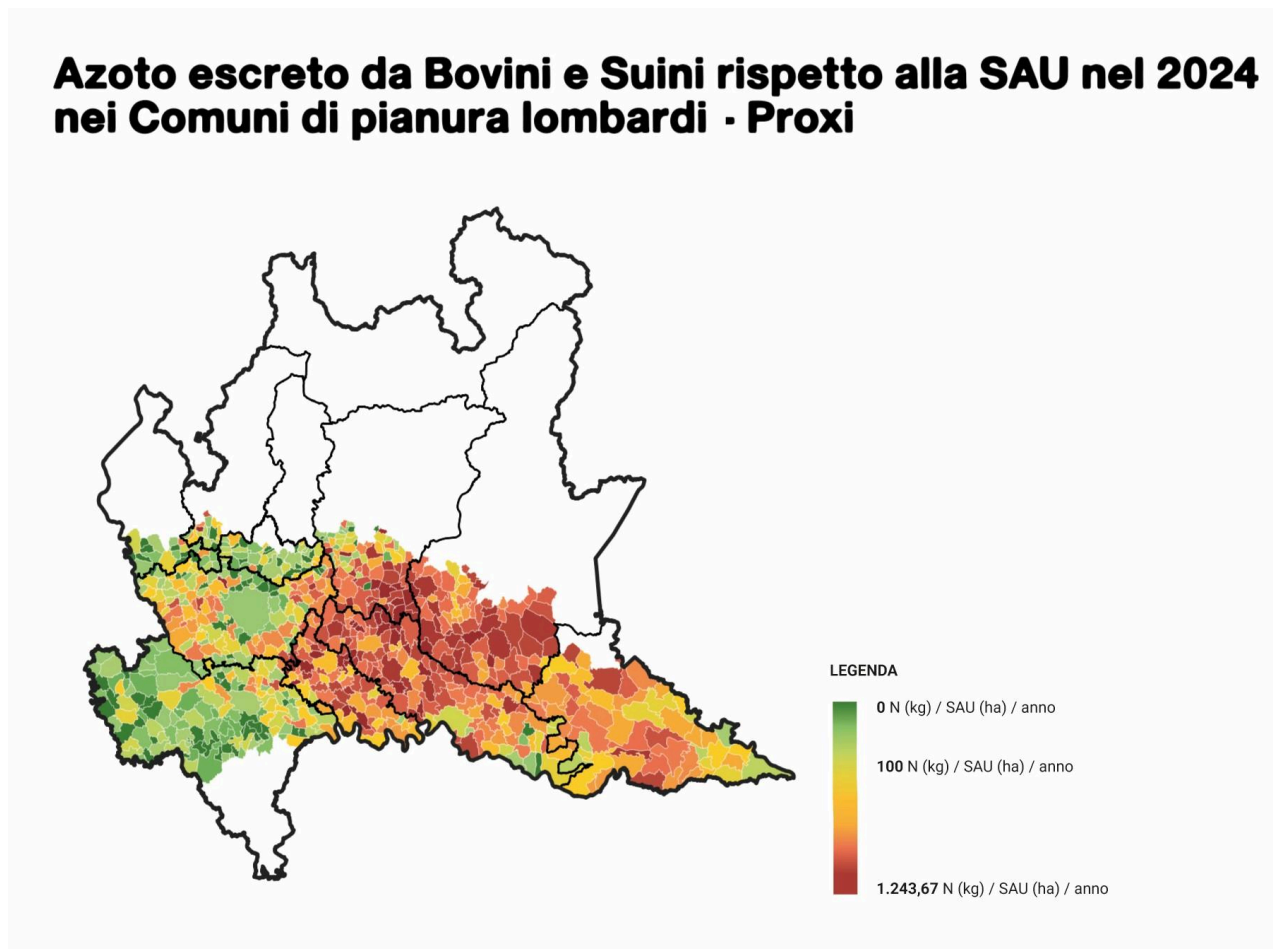 Azoto escreto da Bovini e Suini rispetto alla SAU nel 2024
nei Comuni di pianura lombardi · Proxi
LEGENDA
0 N (kg) / SAU (ha) / anno
100 N (kg) / SAU (ha) / anno
1.243,67 N (kg) / SAU (ha) / anno